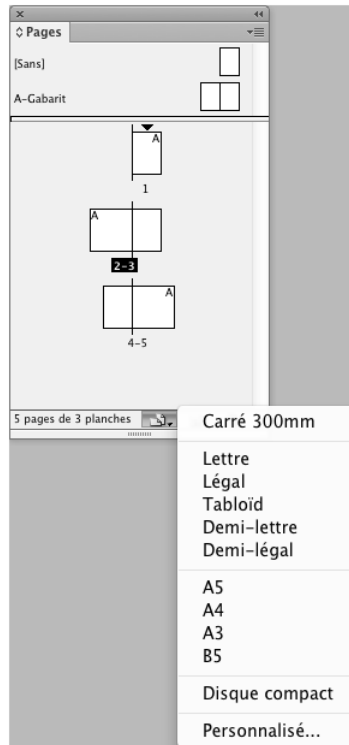 Pages
[Sans]
A-Gabarit
A
1
A
2-3
A
4-5
5 pages de 3 planches
Carré 300mm
Lettre
Légal
Tabloïd
Demi-lettre
Demi-légal
A5
A4
A3
B5
Disque compact
Personnalisé...